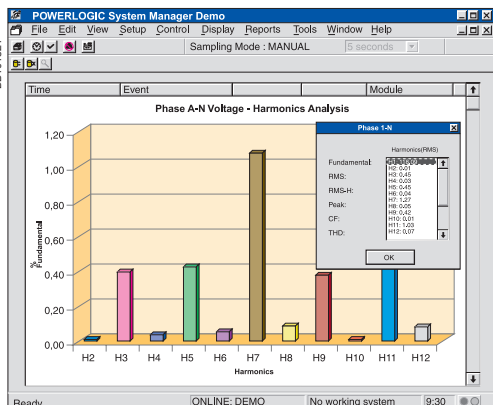 POWERLOGIC System Manager Demo
File Edit View Setup Control Display Reports Tools Window Help
Sampling Mode : MANUAL
5 seconds
Time Event Module
Phase A-N Voltage - Harmonics Analysis
1,20
1,00
0,80
0,60
0,40
0,20
0,00
% Fundamental
H2 H3 H4 H5 H6 H7 H8 H9 H10 H11 H12
Harmonics
Phase 1-N
Harmonics(RMS)
Fundamental:
RMS:
RMS-H:
Peak:
CF:
THD:
H2: 0.01
H3: 0.45
H4: 0.03
H5: 0.45
H6: 0.04
H7: 1.27
H8: 0.05
H9: 0.42
H10: 0.01
H11: 1.03
H12: 0.07
OK
Ready
ONLINE: DEMO
No working system
9:30